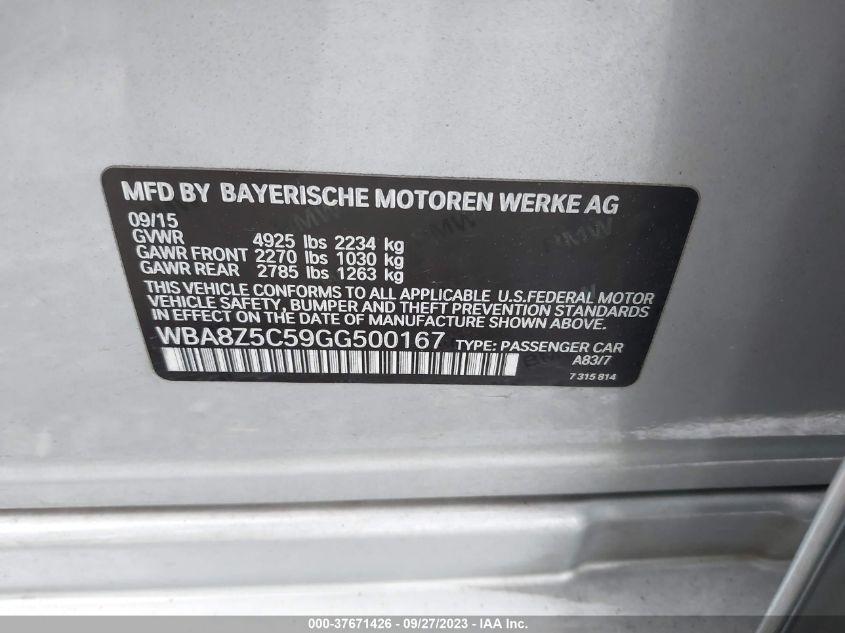 MFD BY BAYERISCHE MOTOREN WERKE AG
09/15
GVWR 4925 lbs 2234 kg
GAWR FRONT 2270 lbs 1030 kg
GAWR REAR 2785 lbs 1263 kg
THIS VEHICLE CONFORMS TO ALL APPLICABLE U.S.FEDERAL MOTOR
VEHICLE SAFETY, BUMPER AND THEFT PREVENTION STANDARDS
IN EFFECT ON THE DATE OF MANUFACTURE SHOWN ABOVE.
WBA8Z5C59GG500167 TYPE: PASSENGER CAR
A83/7
7 315 814
000-37671426 - 09/27/2023 - IAA Inc.